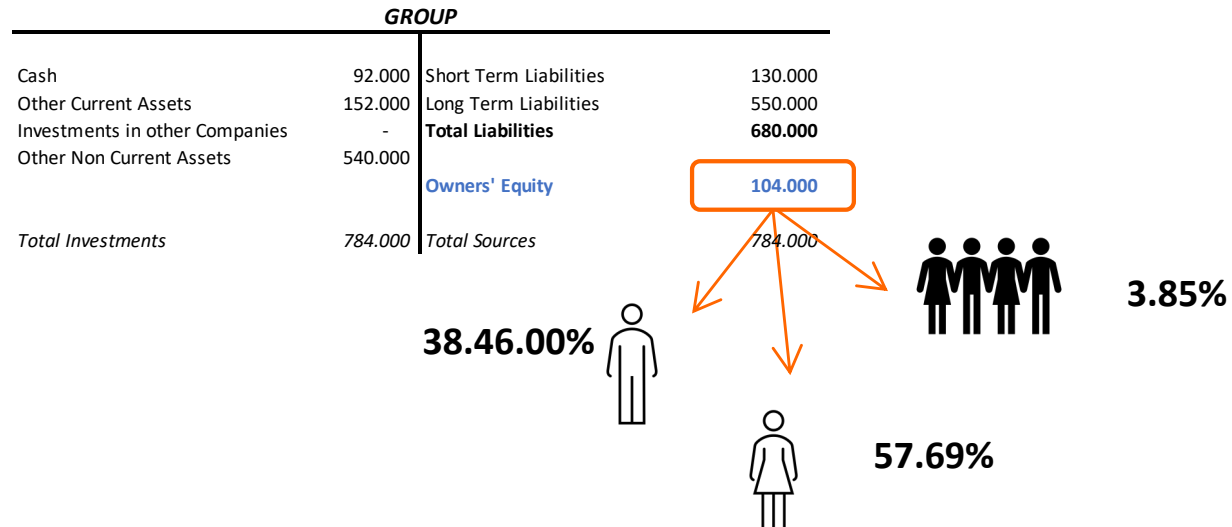 GROUP
Cash 92.000 Short Term Liabilities 130.000
Other Current Assets 152.000 Long Term Liabilities 550.000
Investments in other Companies - Total Liabilities 680.000
Other Non Current Assets 540.000
Owners' Equity 104.000
Total Investments 784.000 Total Sources 784.000
3.85%
38.46.00%
57.69%